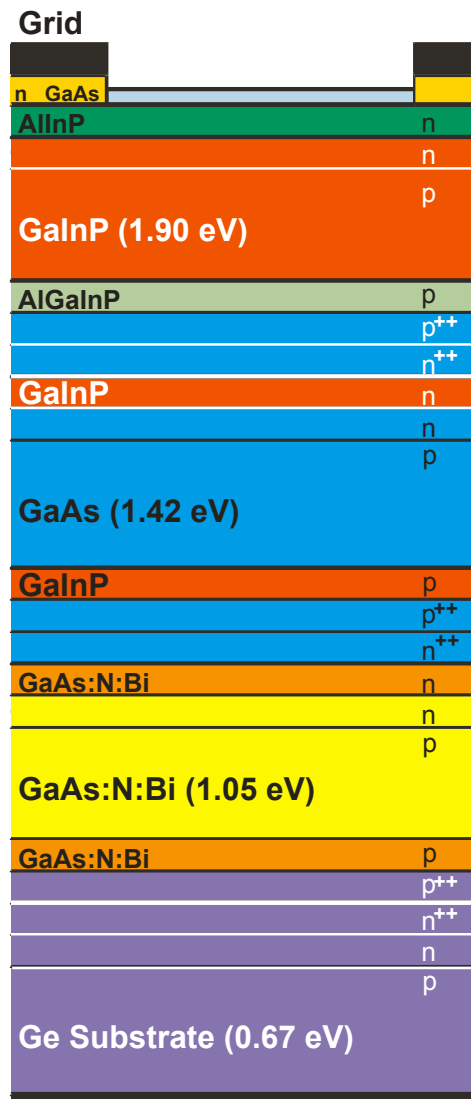 Grid
n GaAs
AlInP n
n
p
GaInP (1.90 eV)
AlGaInP p
p++
n++
GaInP n
n
p
GaAs (1.42 eV)
GaInP p
p++
n++
GaAs:N:Bi n
n
p
GaAs:N:Bi (1.05 eV)
GaAs:N:Bi p
p++
n++
n
p
Ge Substrate (0.67 eV)